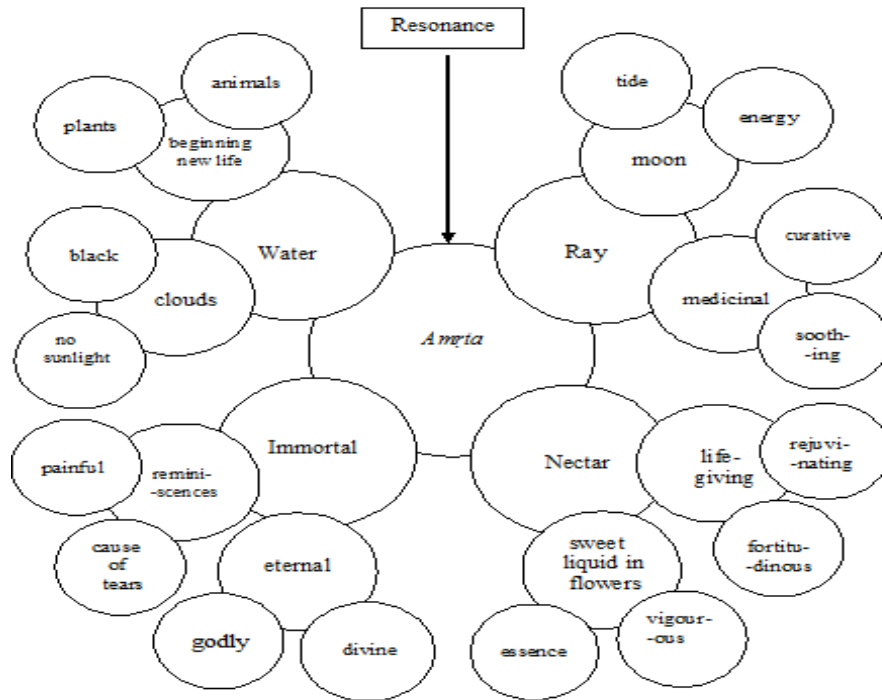 Resonance
animals
plants
beginning
new life
Water
black
clouds
no
sunlight
tide
energy
moon
Ray
curative
medicinal
sooth-
-ing
Amṛta
Immortal
painful
remini-
-scences
cause
of
tears
eternal
godly
divine
Nectar
life-
giving
rejuvi-
-nating
fortitu-
-dinous
sweet
liquid in
flowers
vigour-
-ous
essence